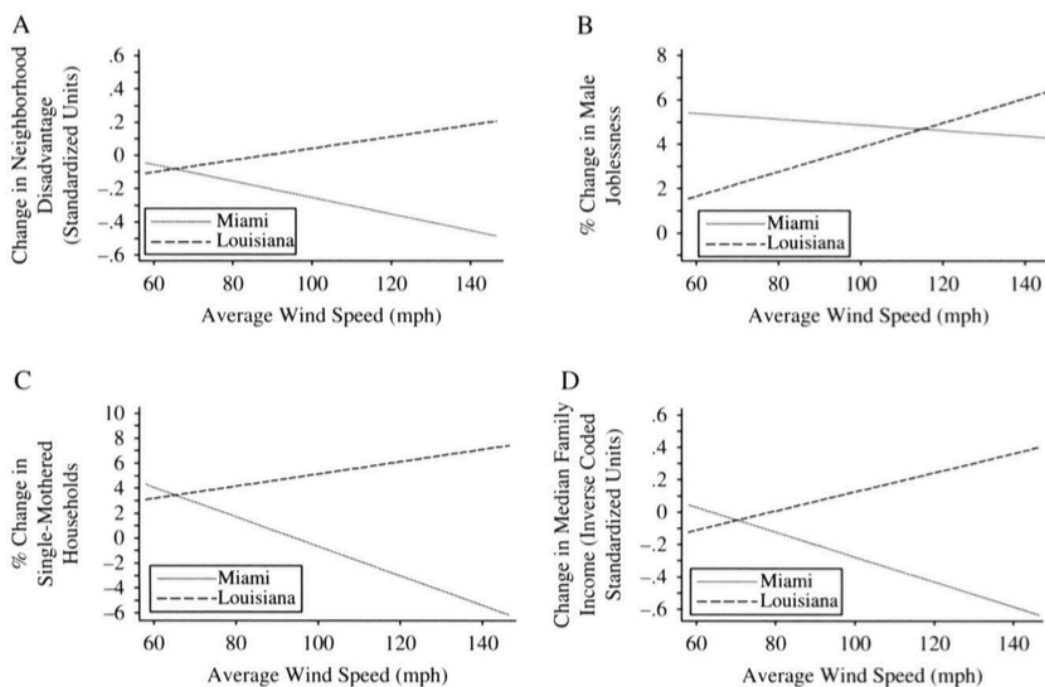 A
Change in Neighborhood
Disadvantage
(Standardized Units)
.6
.4
.2
0
–.2
–.4
–.6
Miami
Louisiana
60 80 100 120 140
Average Wind Speed (mph)
B
% Change in Male
Joblessness
8
6
4
2
0
Miami
Louisiana
60 80 100 120 140
Average Wind Speed (mph)
C
% Change in
Single-Mothered
Households
10
8
6
4
2
0
–2
–4
–6
Miami
Louisiana
60 80 100 120 140
Average Wind Speed (mph)
D
Change in Median Family
Income (Inverse Coded
Standardized Units)
.6
.4
.2
0
–.2
–.4
–.6
Miami
Louisiana
60 80 100 120 140
Average Wind Speed (mph)